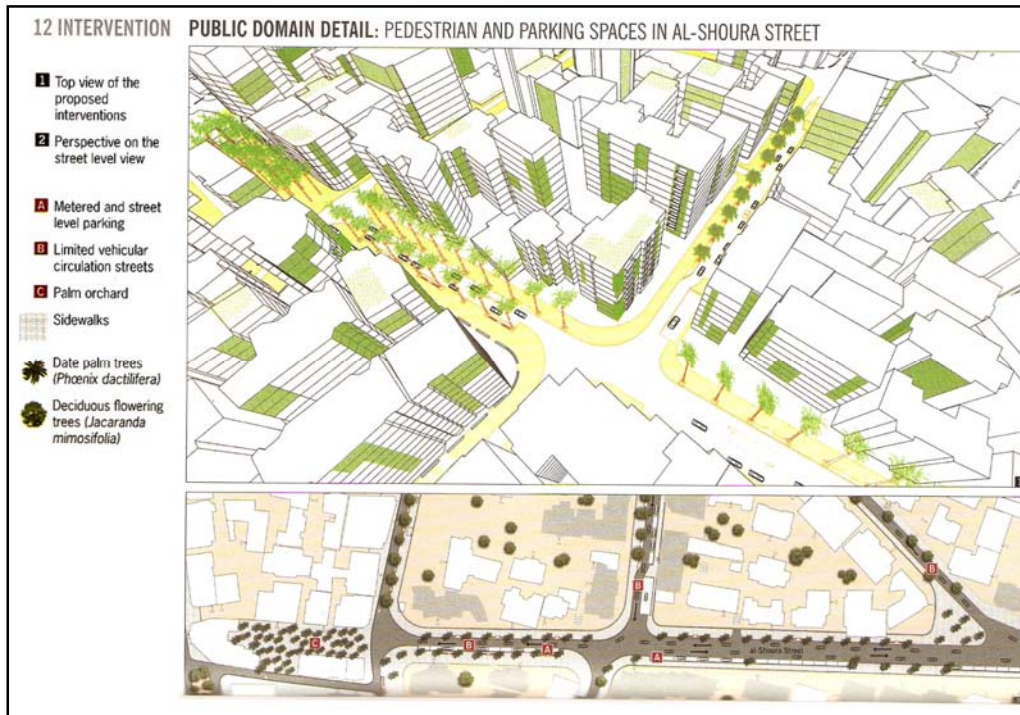 12 INTERVENTION PUBLIC DOMAIN DETAIL: PEDESTRIAN AND PARKING SPACES IN AL-SHOURA STREET
1 Top view of the
proposed
interventions
2 Perspective on the
street level view
A Metered and street
level parking
B Limited vehicular
circulation streets
C Palm orchard
Sidewalks
Date palm trees
(Phœnix dactilifera)
Deciduous flowering
trees (Jacaranda
mimosifolia)
B
B
C
B
A
A
al-Shoura Street